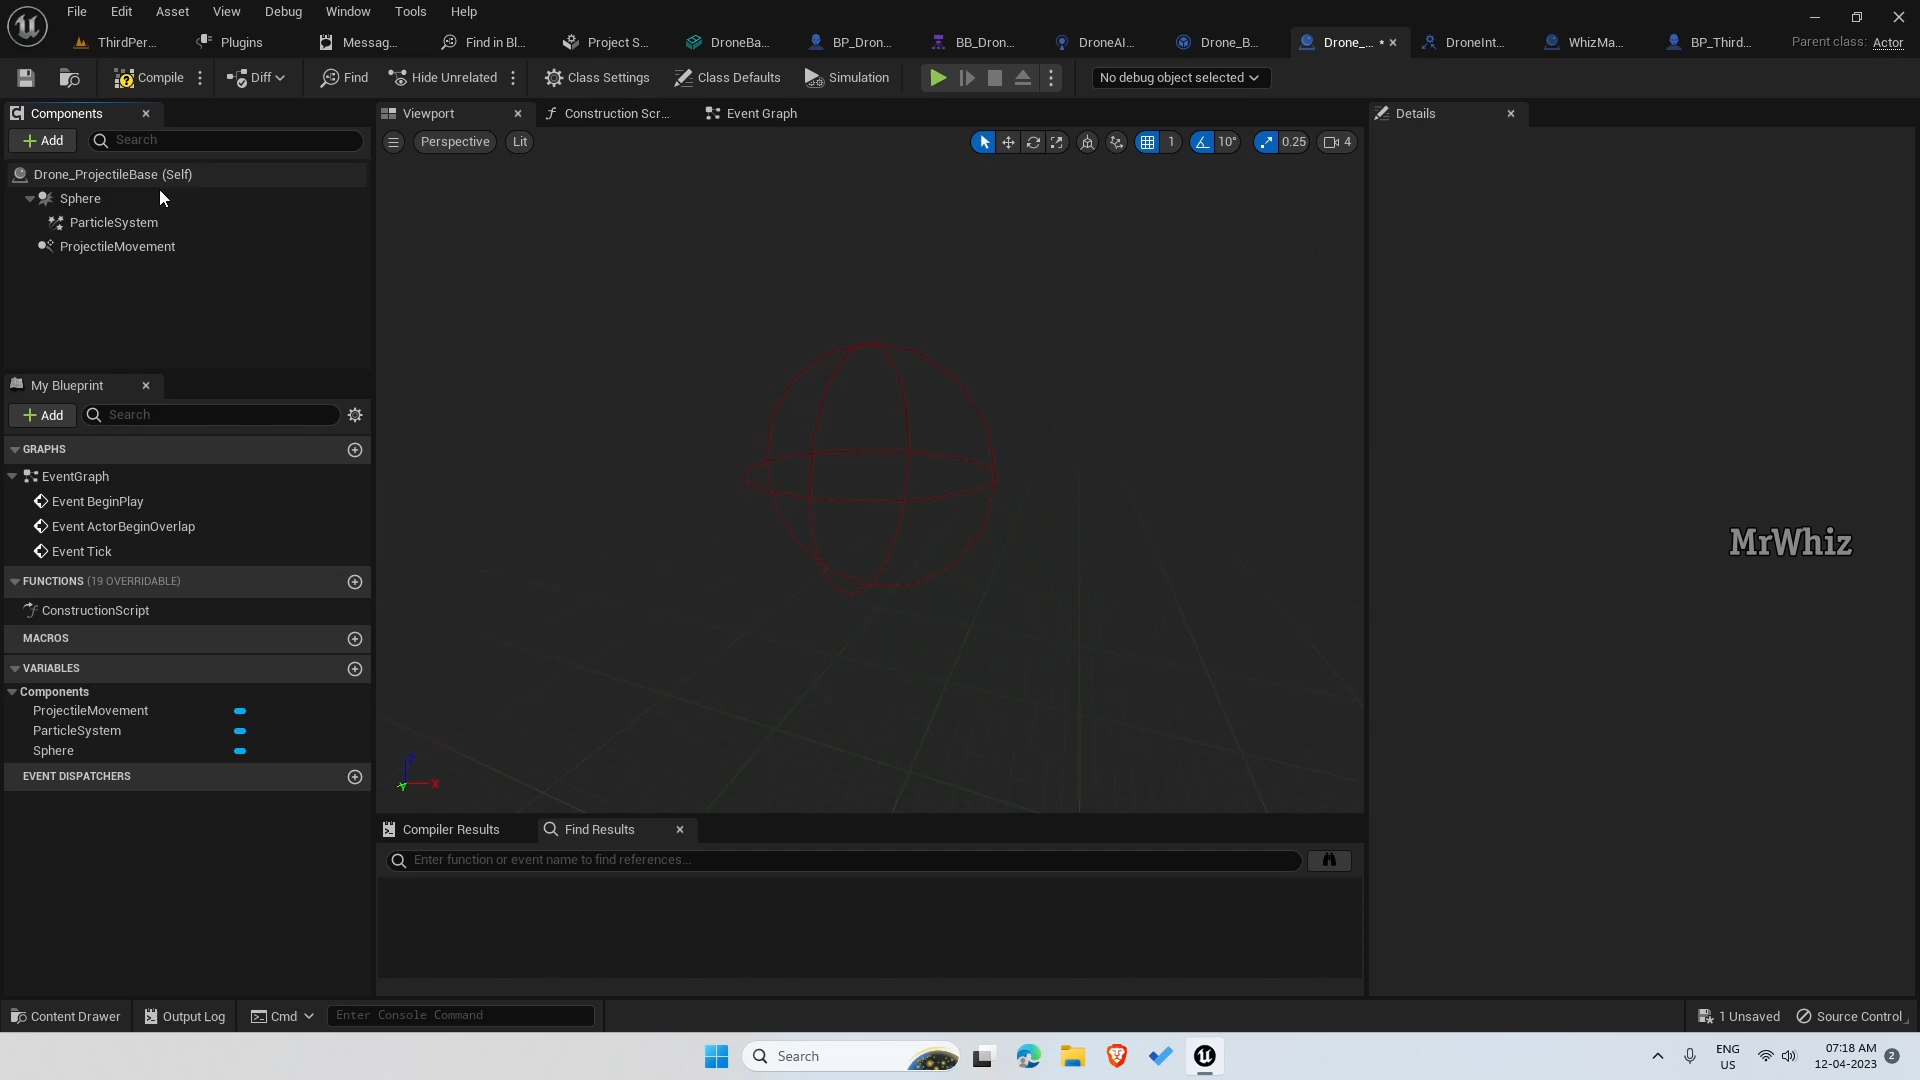 File Edit Asset View Debug Window Tools Help
ThirdPer... Plugins Messag... Find in Bl... Project S... DroneBa... BP_Dron... BB_Dron... DroneAI... Drone_B... Drone_... * DroneInt... WhizMa... BP_Third... Parent class: Actor
Compile Diff Find Hide Unrelated Class Settings Class Defaults Simulation No debug object selected
Components Viewport Construction Scr... Event Graph Details
Add Search Perspective Lit 1 10° 0.25 4
Drone_ProjectileBase (Self)
Sphere
ParticleSystem
ProjectileMovement
My Blueprint
Add Search
GRAPHS
EventGraph
Event BeginPlay
Event ActorBeginOverlap
Event Tick
MrWhiz
FUNCTIONS (19 OVERRIDABLE)
ConstructionScript
MACROS
VARIABLES
Components
ProjectileMovement
ParticleSystem
Sphere
EVENT DISPATCHERS
Z
Y X
Compiler Results Find Results
Enter function or event name to find references...
Content Drawer Output Log Cmd Enter Console Command 1 Unsaved Source Control
Search
ENG
US
07:18 AM
12-04-2023
2